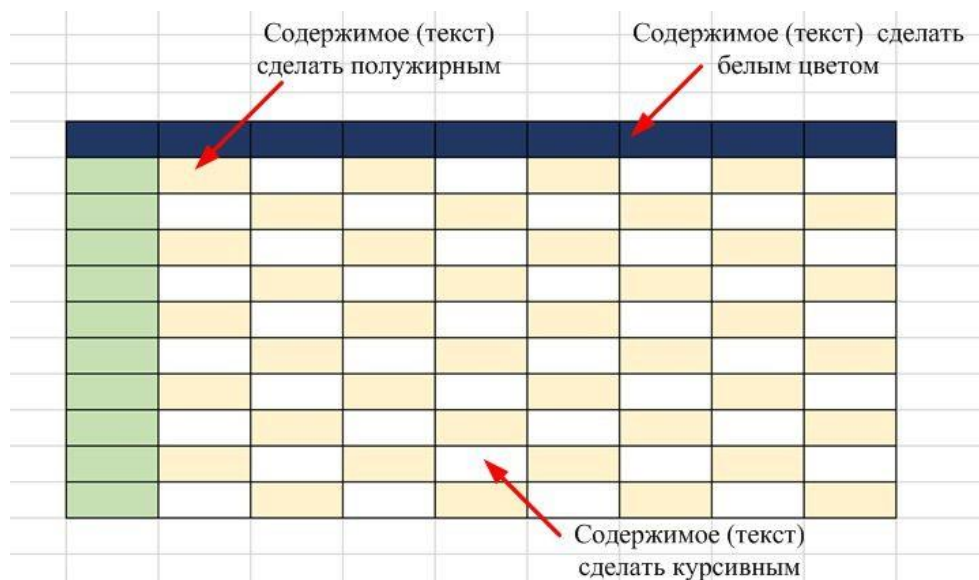 Содержимое (текст)
сделать полужирным
Содержимое (текст) сделать
белым цветом
Содержимое (текст)
сделать курсивным